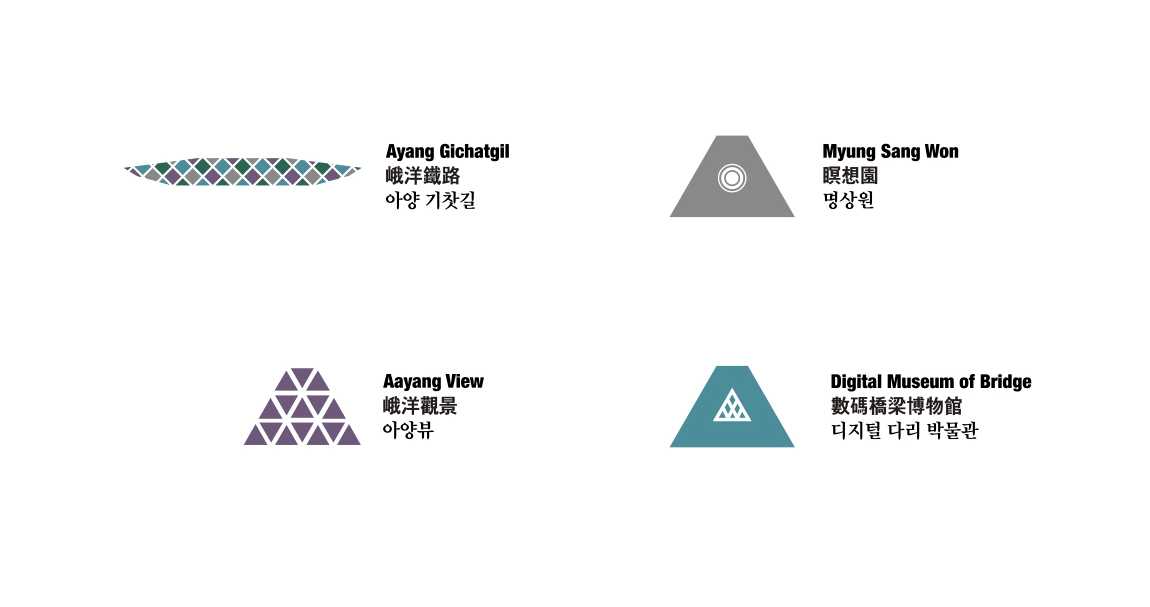 Ayang Gichatgil
峨洋鐵路
아양 기찻길
Myung Sang Won
瞑想園
명상원
Aayang View
峨洋觀景
아양뷰
Digital Museum of Bridge
數碼橋梁博物館
디지털 다리 박물관